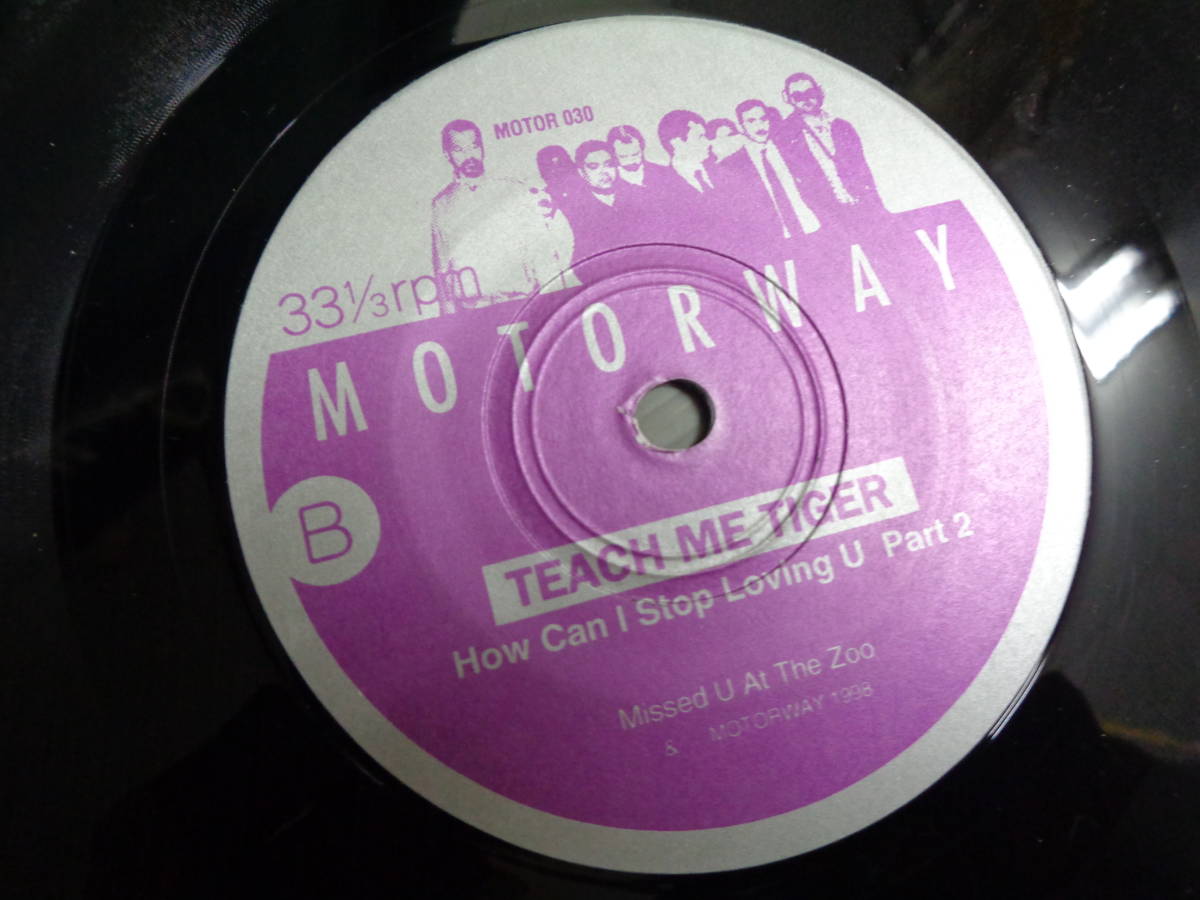 MOTOR 030
33⅓rpm
MOTORWAY
B
TEACH ME TIGER
How Can I Stop Loving U Part 2
Missed U At The Zoo
& MOTORWAY 1998